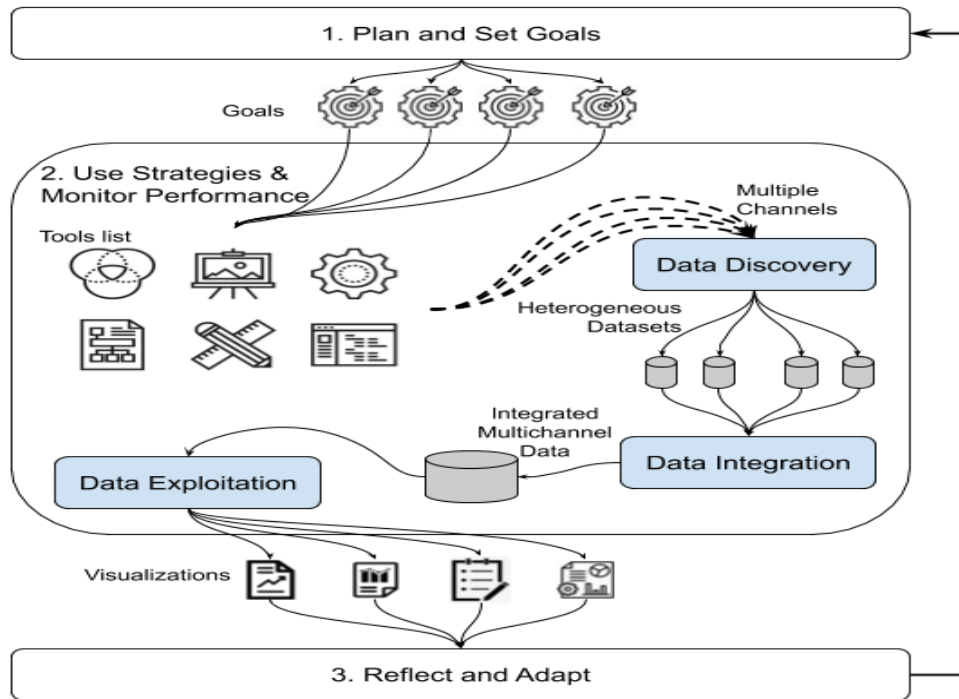 1. Plan and Set Goals
Goals
2. Use Strategies &
Monitor Performance
Tools list
Multiple
Channels
Data Discovery
Heterogeneous
Datasets
Integrated
Multichannel
Data
Data Integration
Data Exploitation
Visualizations
3. Reflect and Adapt